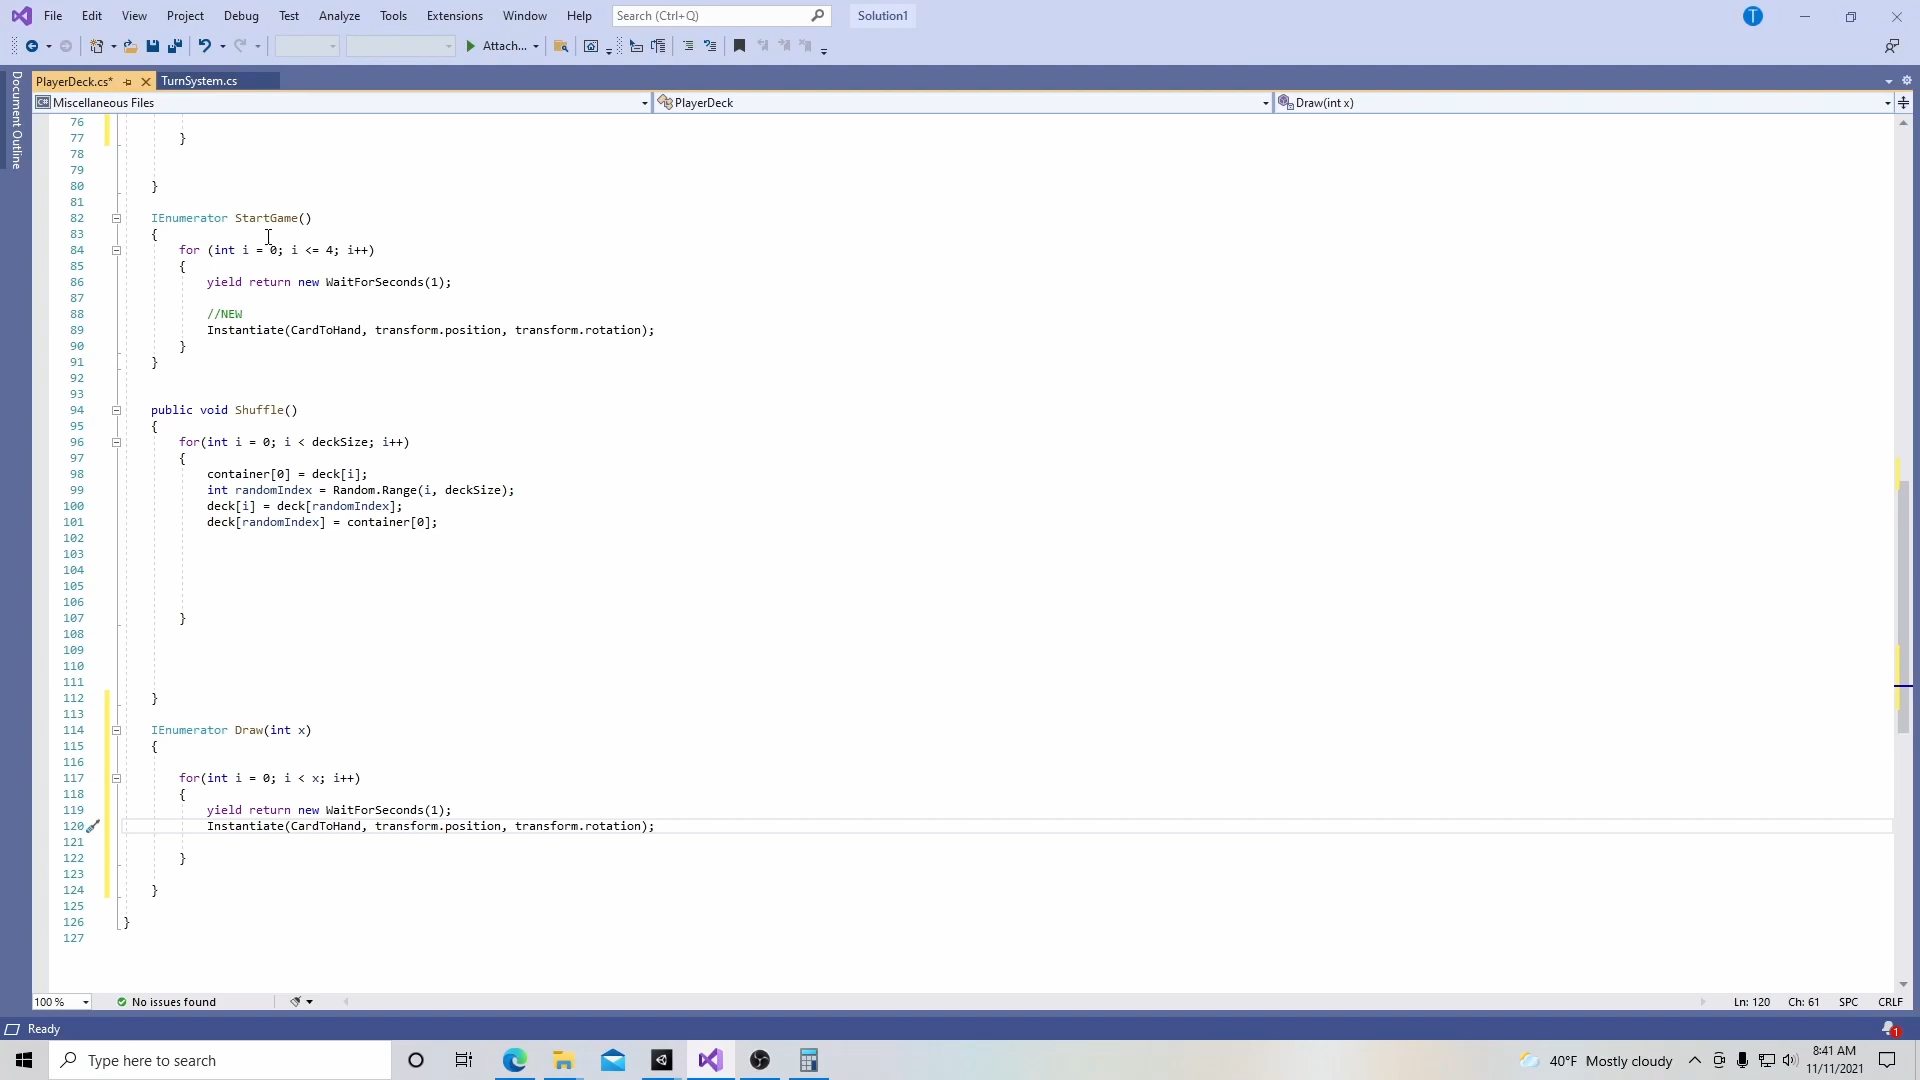 File Edit View Project Debug Test Analyze Tools Extensions Window Help Search (Ctrl+Q) Solution1 T
Attach...
Document Outline
PlayerDeck.cs* TurnSystem.cs
C# Miscellaneous Files PlayerDeck Draw(int x)
76
77 }
78
79
80 }
81
82 IEnumerator StartGame()
83 {
84 for (int i = 0; i <= 4; i++)
85 {
86 yield return new WaitForSeconds(1);
87
88 //NEW
89 Instantiate(CardToHand, transform.position, transform.rotation);
90 }
91 }
92
93
94 public void Shuffle()
95 {
96 for(int i = 0; i < deckSize; i++)
97 {
98 container[0] = deck[i];
99 int randomIndex = Random.Range(i, deckSize);
100 deck[i] = deck[randomIndex];
101 deck[randomIndex] = container[0];
102
103
104
105
106
107 }
108
109
110
111
112 }
113
114 IEnumerator Draw(int x)
115 {
116
117 for(int i = 0; i < x; i++)
118 {
119 yield return new WaitForSeconds(1);
120 Instantiate(CardToHand, transform.position, transform.rotation);
121
122 }
123
124 }
125
126 }
127
100 % No issues found Ln: 120 Ch: 61 SPC CRLF
Ready 1
Type here to search 40°F Mostly cloudy 8:41 AM
11/11/2021